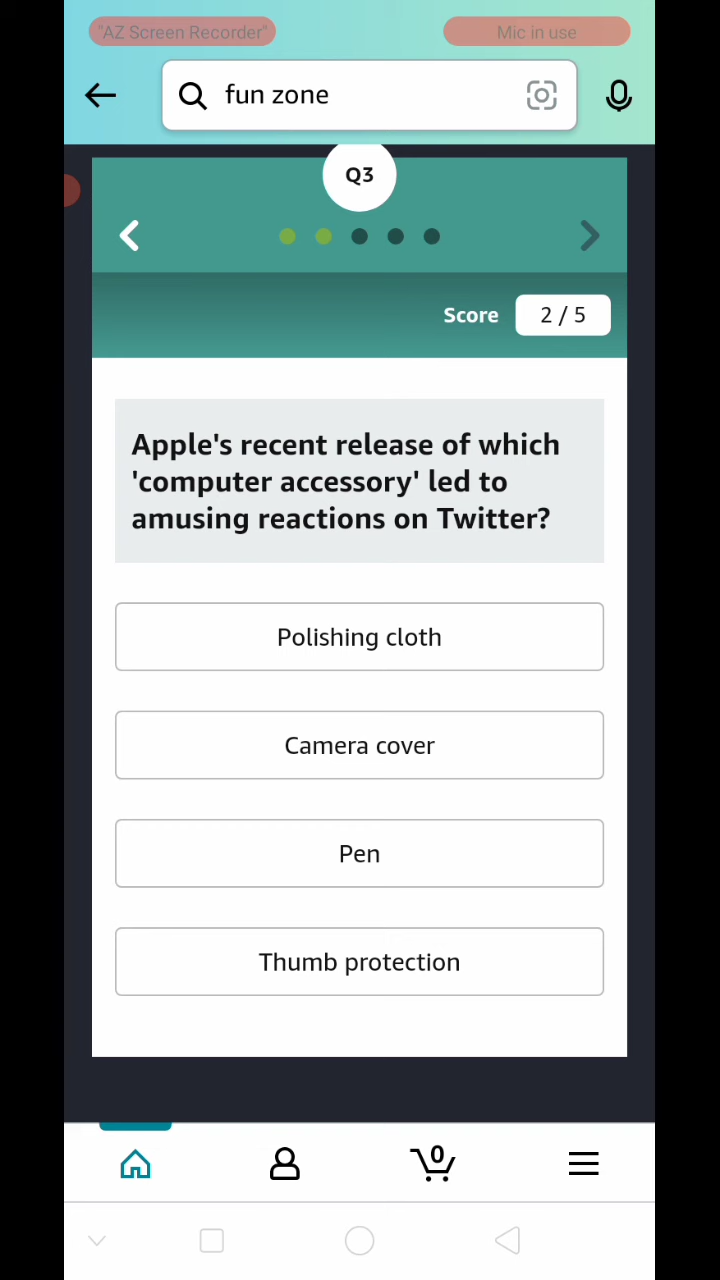 "AZ Screen Recorder"
Mic in use
fun zone
Q3
Score
2 / 5
Apple's recent release of which
'computer accessory' led to
amusing reactions on Twitter?
Polishing cloth
Camera cover
Pen
Thumb protection
0